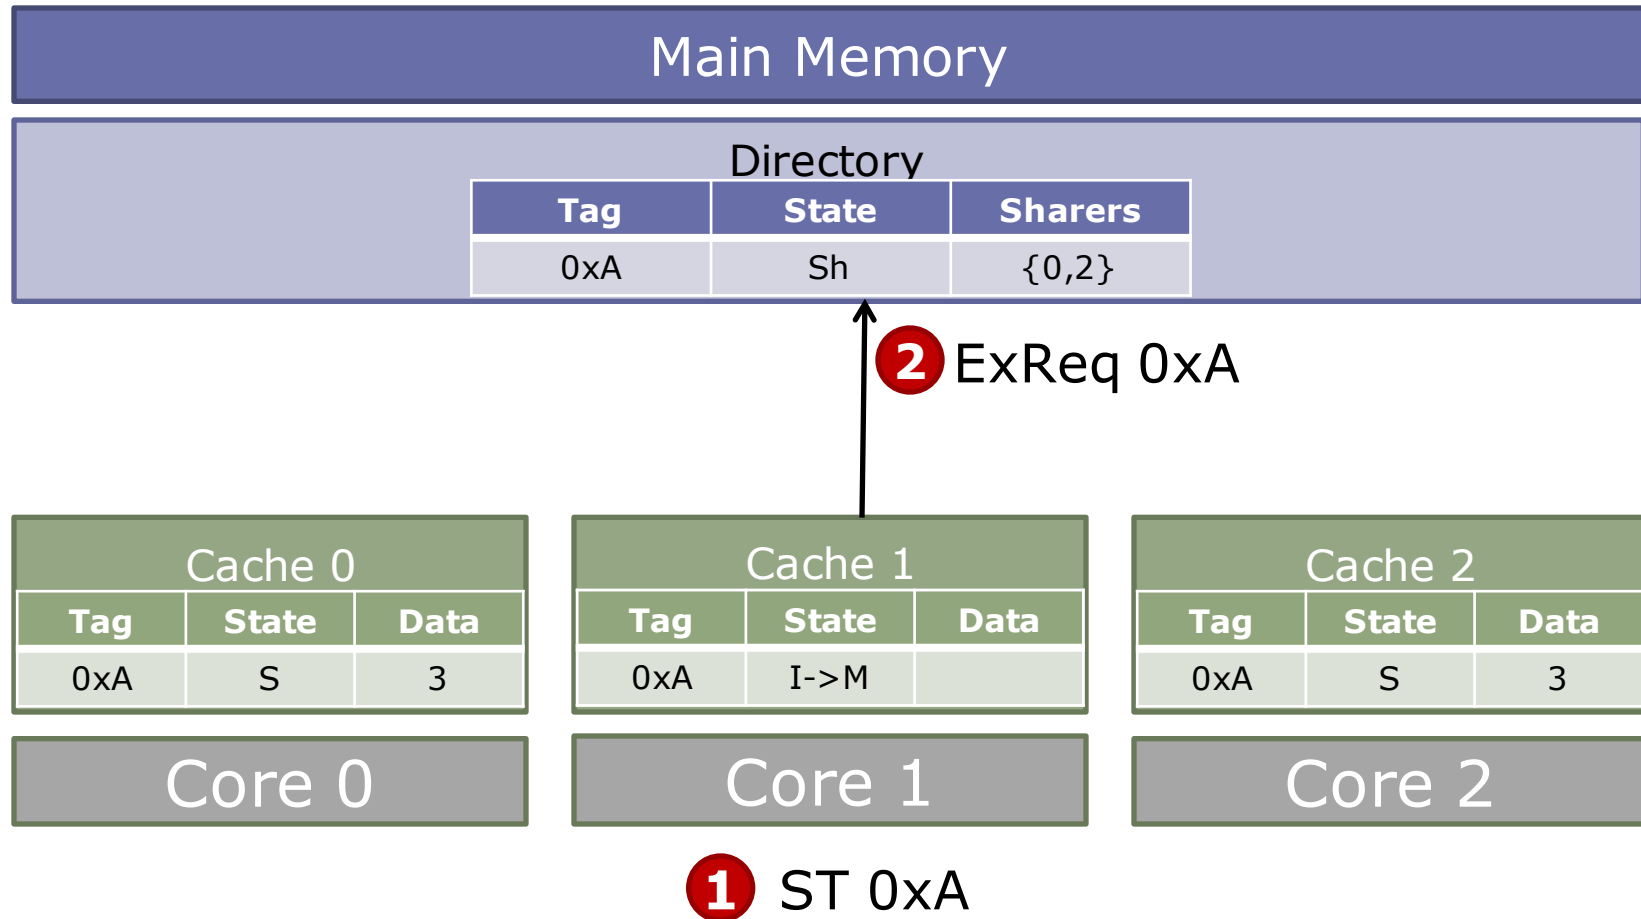 Main Memory
Directory
Tag State Sharers
0xA Sh {0,2}
2 ExReq 0xA
Cache 0
Tag State Data
0xA S 3
Core 0
Cache 1
Tag State Data
0xA I->M
Core 1
Cache 2
Tag State Data
0xA S 3
Core 2
1 ST 0xA